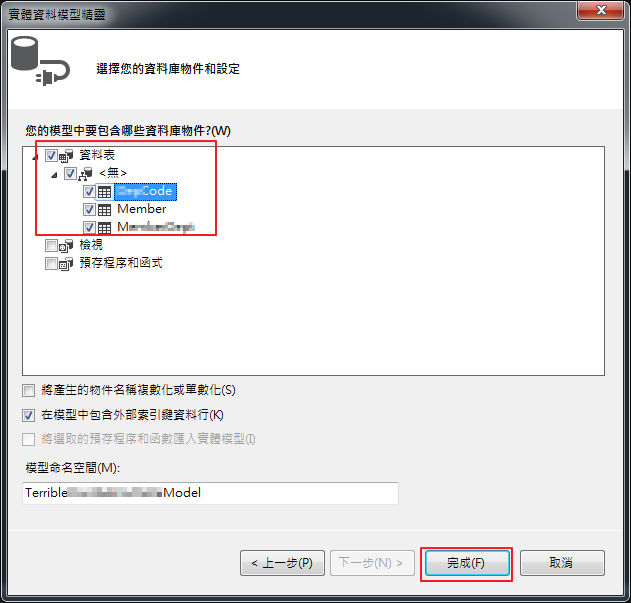 實體資料模型精靈
選擇您的資料庫物件和設定
您的模型中要包含哪些資料庫物件?(W)
資料表
<無>
Code
Member
檢視
預存程序和函式
將產生的物件名稱複數化或單數化(S)
在模型中包含外部索引鍵資料行(K)
將選取的預存程序和函數匯入實體模型(I)
模型命名空間(M):
Terrible Model
< 上一步(P) 下一步(N) > 完成(F) 取消